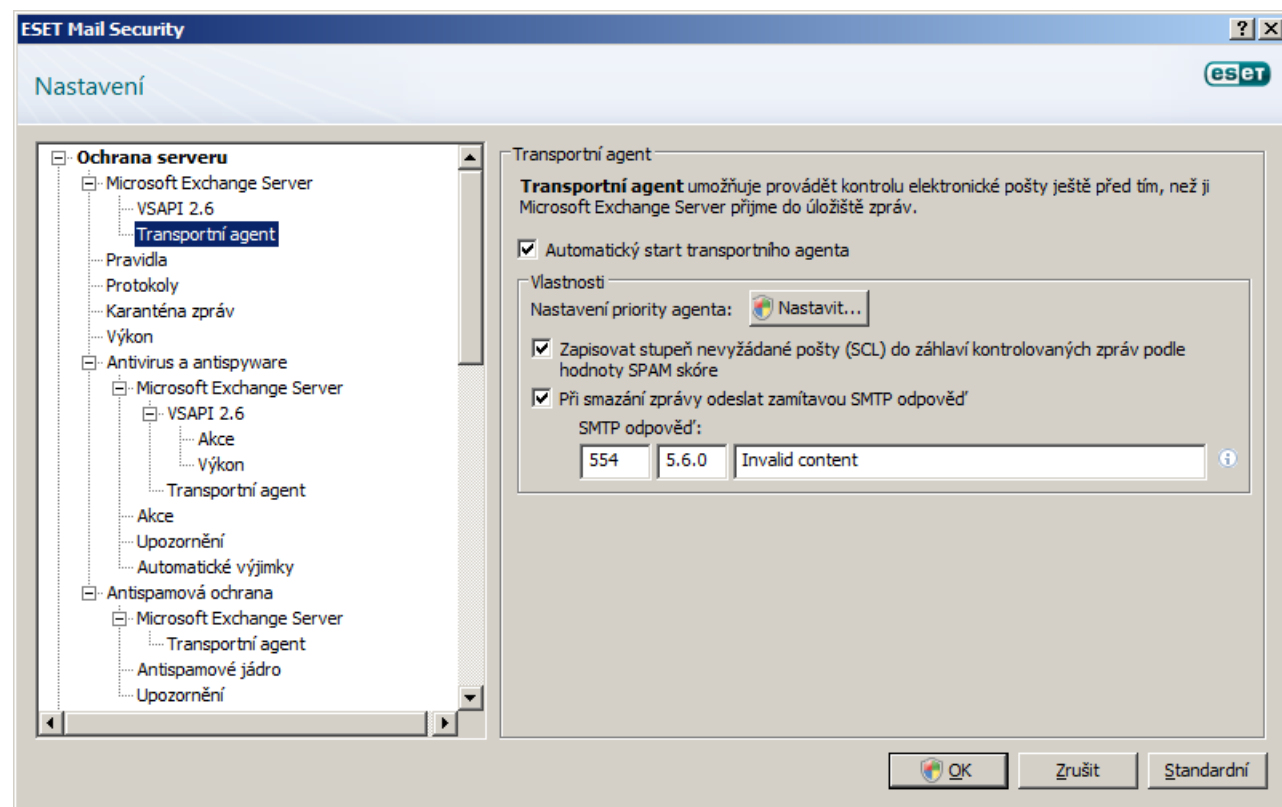 ESET Mail Security
Nastavení
eset
Ochrana serveru
Microsoft Exchange Server
VSAPI 2.6
Transportní agent
Pravidla
Protokoly
Karanténa zpráv
Výkon
Antivirus a antispyware
Microsoft Exchange Server
VSAPI 2.6
Akce
Výkon
Transportní agent
Akce
Upozornění
Automatické výjimky
Antispamová ochrana
Microsoft Exchange Server
Transportní agent
Antispamové jádro
Upozornění
Transportní agent
Transportní agent umožňuje provádět kontrolu elektronické pošty ještě před tím, než ji
Microsoft Exchange Server přijme do úložiště zpráv.
Automatický start transportního agenta
Vlastnosti
Nastavení priority agenta: Nastavit...
Zapisovat stupeň nevyžádané pošty (SCL) do záhlaví kontrolovaných zpráv podle
hodnoty SPAM skóre
Při smazání zprávy odeslat zamítavou SMTP odpověď
SMTP odpověď:
554 5.6.0 Invalid content
OK Zrušit Standardní